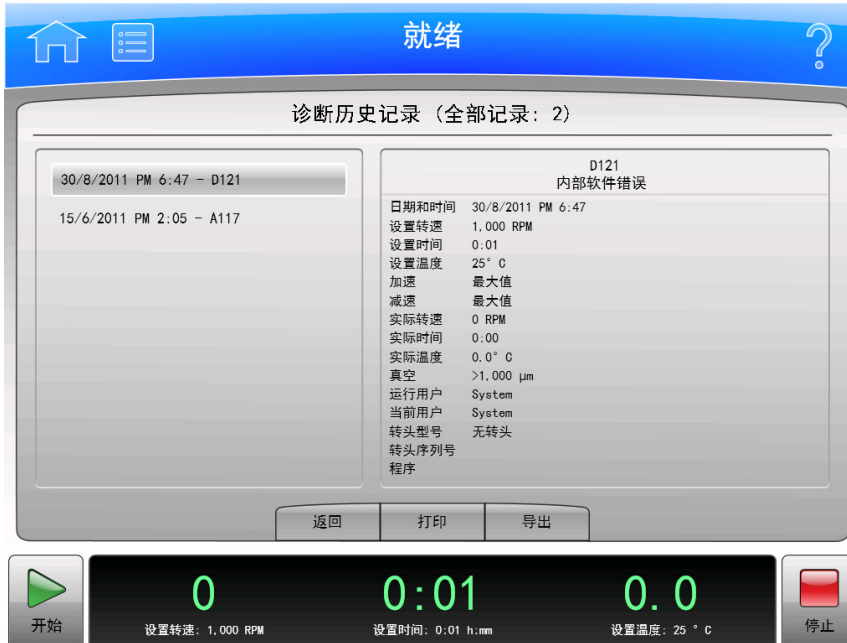 就绪
?
诊断历史记录 (全部记录: 2)
30/8/2011 PM 6:47 - D121
15/6/2011 PM 2:05 - A117
D121
内部软件错误
日期和时间 30/8/2011 PM 6:47
设置转速 1,000 RPM
设置时间 0:01
设置温度 25° C
加速 最大值
减速 最大值
实际转速 0 RPM
实际时间 0:00
实际温度 0.0° C
真空 >1,000 µm
运行用户 System
当前用户 System
转头型号 无转头
转头序列号
程序
返回 打印 导出
0 0:01 0.0
开始 设置转速: 1,000 RPM 设置时间: 0:01 h:mm 设置温度: 25 ° C 停止